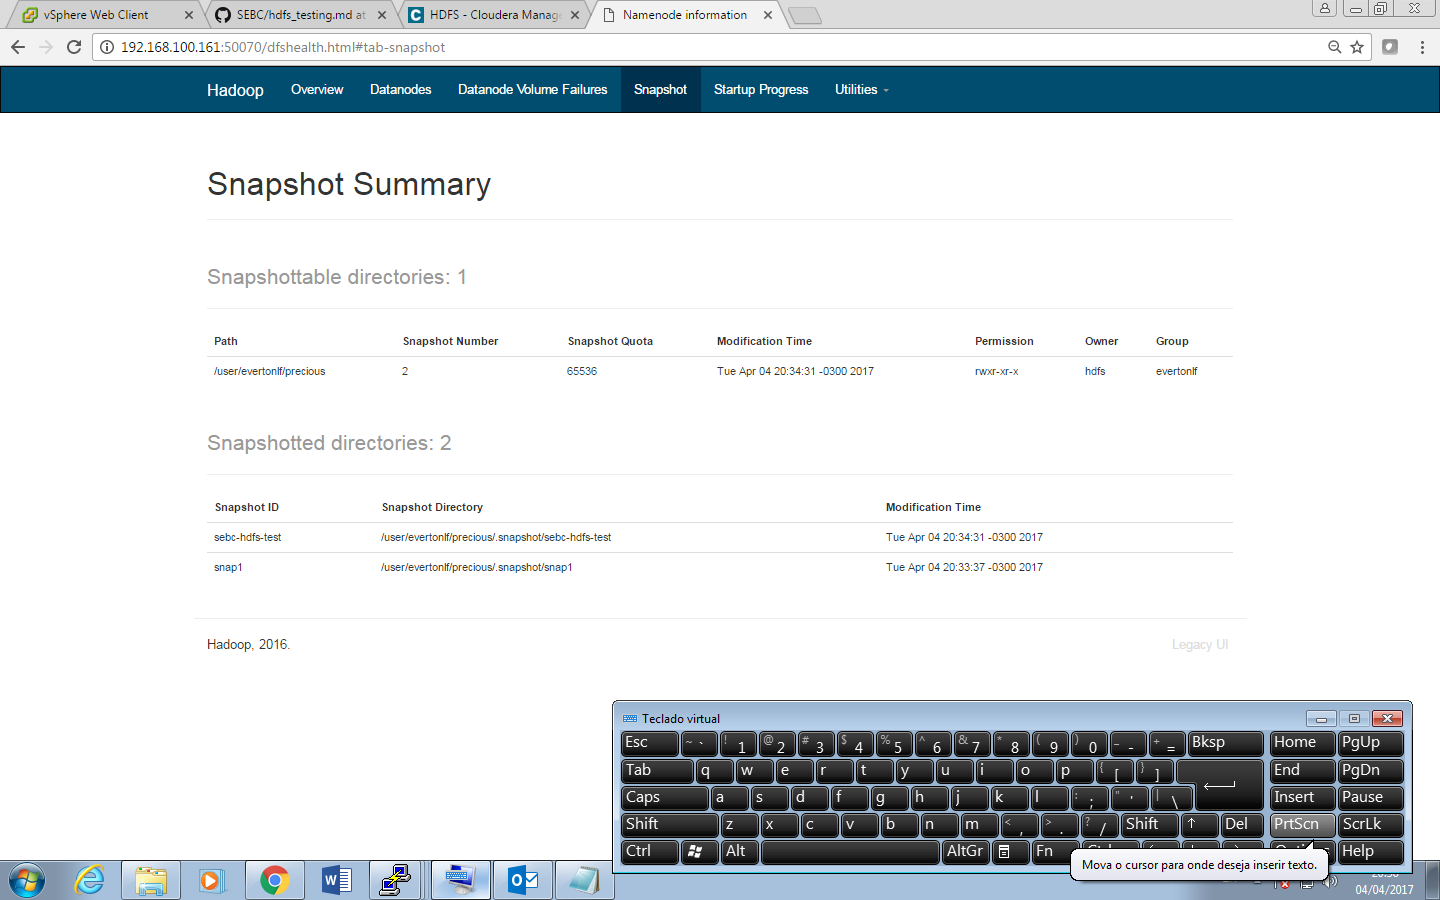 vSphere Web Client
SEBC/hdfs_testing.md at
HDFS - Cloudera Manag
Namenode information
192.168.100.161:50070/dfshealth.html#tab-snapshot
Hadoop Overview Datanodes Datanode Volume Failures Snapshot Startup Progress Utilities
Snapshot Summary
Snapshottable directories: 1
Path Snapshot Number Snapshot Quota Modification Time Permission Owner Group
/user/evertonlf/precious 2 65536 Tue Apr 04 20:34:31 -0300 2017 rwxr-xr-x hdfs evertonlf
Snapshotted directories: 2
Snapshot ID Snapshot Directory Modification Time
sebc-hdfs-test /user/evertonlf/precious/.snapshot/sebc-hdfs-test Tue Apr 04 20:34:31 -0300 2017
snap1 /user/evertonlf/precious/.snapshot/snap1 Tue Apr 04 20:33:37 -0300 2017
Hadoop, 2016. Legacy UI
Teclado virtual
Esc ~ ` ! 1 @ 2 # 3 $ 4 % 5 ^ 6 & 7 * 8 ( 9 ) 0 _ - + = Bksp Home PgUp
Tab q w e r t y u i o p { [ } ] End PgDn
Caps a s d f g h j k l : ; " ' | \ Insert Pause
Shift z x c v b n m < , > . ? / Shift ↑ Del PrtScn ScrLk
Ctrl Alt AltGr Fn Help
Mova o cursor para onde deseja inserir texto.
04/04/2017